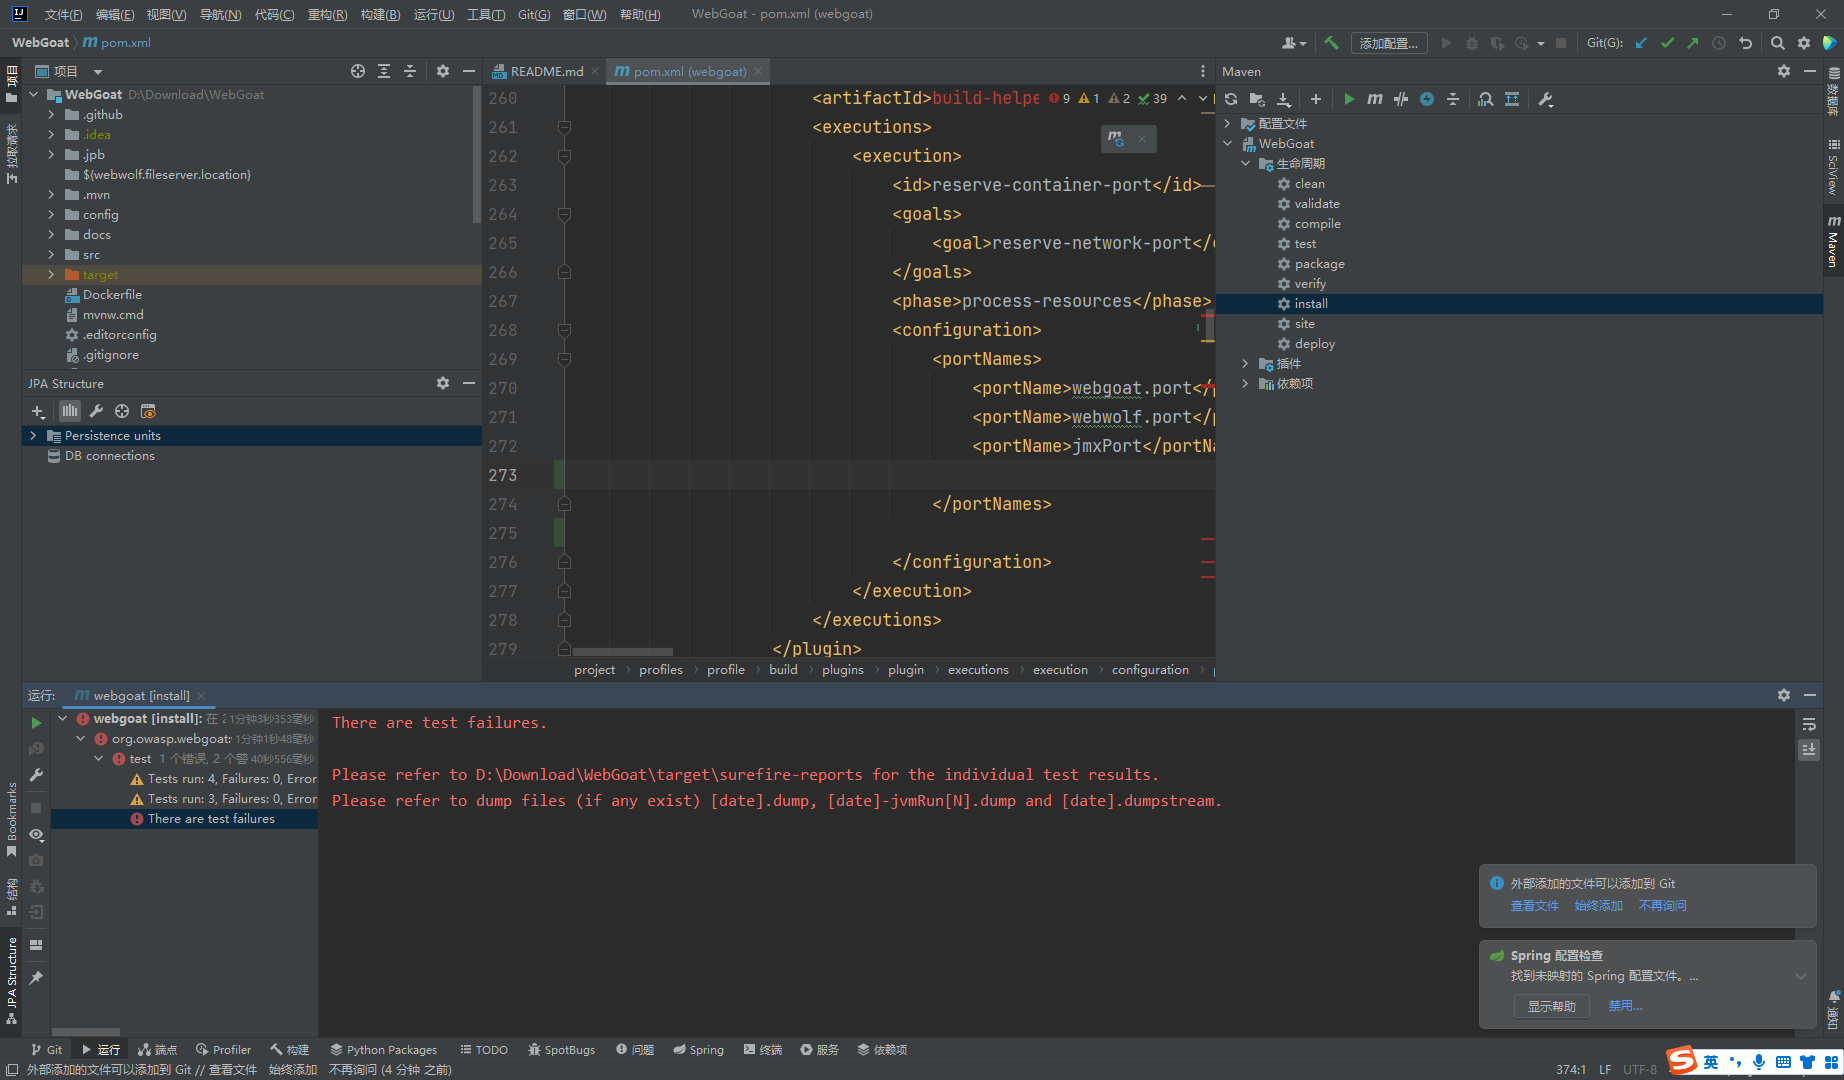 文件(F) 编辑(E) 视图(V) 导航(N) 代码(C) 重构(R) 构建(B) 运行(U) 工具(T) Git(G) 窗口(W) 帮助(H) WebGoat - pom.xml (webgoat)
WebGoat 〉 pom.xml
添加配置... Git(G):
项目
README.md
pom.xml (webgoat)
Maven
WebGoat D:\Download\WebGoat
.github
.idea
.jpb
${webwolf.fileserver.location}
.mvn
config
docs
src
target
Dockerfile
mvnw.cmd
.editorconfig
.gitignore
JPA Structure
Persistence units
DB connections
260 <artifactId>build-helpe 9 1 2 39
261 <executions>
262 <execution>
263 <id>reserve-container-port</id>
264 <goals>
265 <goal>reserve-network-port</
266 </goals>
267 <phase>process-resources</phase>
268 <configuration>
269 <portNames>
270 <portName>webgoat.port</
271 <portName>webwolf.port</
272 <portName>jmxPort</portNa
273
274 </portNames>
275
276 </configuration>
277 </execution>
278 </executions>
279 </plugin>
project 〉 profiles 〉 profile 〉 build 〉 plugins 〉 plugin 〉 executions 〉 execution 〉 configuration
配置文件
WebGoat
生命周期
clean
validate
compile
test
package
verify
install
site
deploy
插件
依赖项
项目
拉取请求
Bookmarks
结构
JPA Structure
数据库
SciView
Maven
通知
运行: webgoat [install]
webgoat [install]: 在 1分钟3秒353毫秒
org.owasp.webgoat: 1分钟1秒48毫秒
test 1 个错误, 2 个警 40秒556毫秒
Tests run: 4, Failures: 0, Error
Tests run: 3, Failures: 0, Error
There are test failures
There are test failures.
Please refer to D:\Download\WebGoat\target\surefire-reports for the individual test results.
Please refer to dump files (if any exist) [date].dump, [date]-jvmRun[N].dump and [date].dumpstream.
外部添加的文件可以添加到 Git
查看文件 始终添加 不再询问
Spring 配置检查
找到未映射的 Spring 配置文件。...
显示帮助 禁用...
Git 运行 端点 Profiler 构建 Python Packages TODO SpotBugs 问题 Spring 终端 服务 依赖项
外部添加的文件可以添加到 Git // 查看文件 始终添加 不再询问 (4 分钟 之前)
374:1 LF UTF-8
英